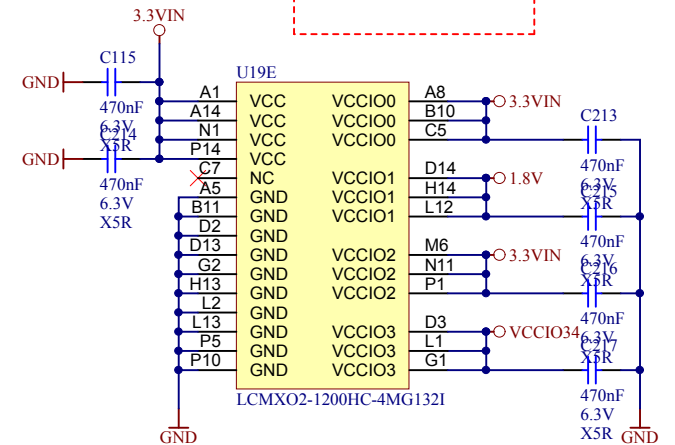 3.3VIN
C115
GND
470nF
6.3V
X5R
C214
GND
470nF
6.3V
X5R
U19E
A1 VCC VCCIO0 A8 3.3VIN
A14 VCC VCCIO0 B10
N1 VCC VCCIO0 C5
P14 VCC
C7 NC VCCIO1 D14 1.8V
A5 GND VCCIO1 H14
B11 GND VCCIO1 L12
D2 GND
D13 GND VCCIO2 M6 3.3VIN
G2 GND VCCIO2 N11
H13 GND VCCIO2 P1
L2 GND
L13 GND VCCIO3 D3 VCCIO34
P5 GND VCCIO3 L1
P10 GND VCCIO3 G1
LCMXO2-1200HC-4MG132I
GND
C213
470nF
6.3V
X5R
C215
470nF
6.3V
X5R
C216
470nF
6.3V
X5R
C217
470nF
6.3V
X5R
GND